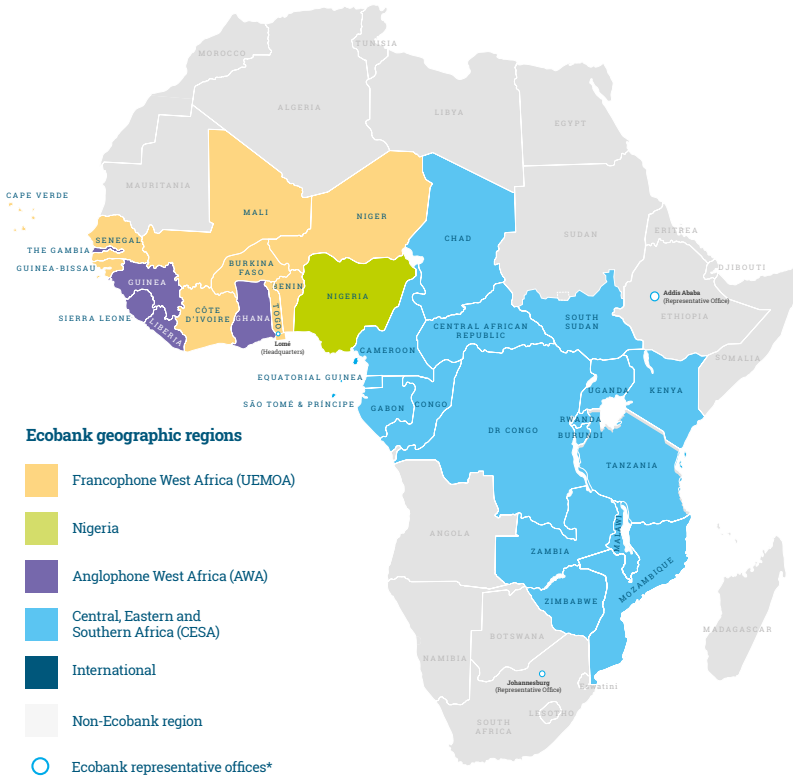 MOROCCO
TUNISIA
ALGERIA
LIBYA
EGYPT
MAURITANIA
CAPE VERDE
MALI
NIGER
CHAD
SUDAN
ERITREA
SENEGAL
THE GAMBIA
GUINEA-BISSAU
GUINEA
BURKINA
FASO
BENIN
NIGERIA
DJIBOUTI
Addis Ababa
(Representative Office)
ETHIOPIA
SIERRA LEONE
LIBERIA
CÔTE
D'IVOIRE
GHANA
TOGO
Lomé
(Headquarters)
CENTRAL AFRICAN
REPUBLIC
SOUTH
SUDAN
SOMALIA
CAMEROON
EQUATORIAL GUINEA
SÃO TOMÉ & PRÍNCIPE
GABON
CONGO
DR CONGO
UGANDA
KENYA
RWANDA
BURUNDI
TANZANIA
ANGOLA
ZAMBIA
MALAWI
MOZAMBIQUE
ZIMBABWE
MADAGASCAR
BOTSWANA
NAMIBIA
Johannesburg
(Representative Office)
Eswatini
LESOTHO
SOUTH
AFRICA
Ecobank geographic regions
Francophone West Africa (UEMOA)
Nigeria
Anglophone West Africa (AWA)
Central, Eastern and
Southern Africa (CESA)
International
Non-Ecobank region
Ecobank representative offices*